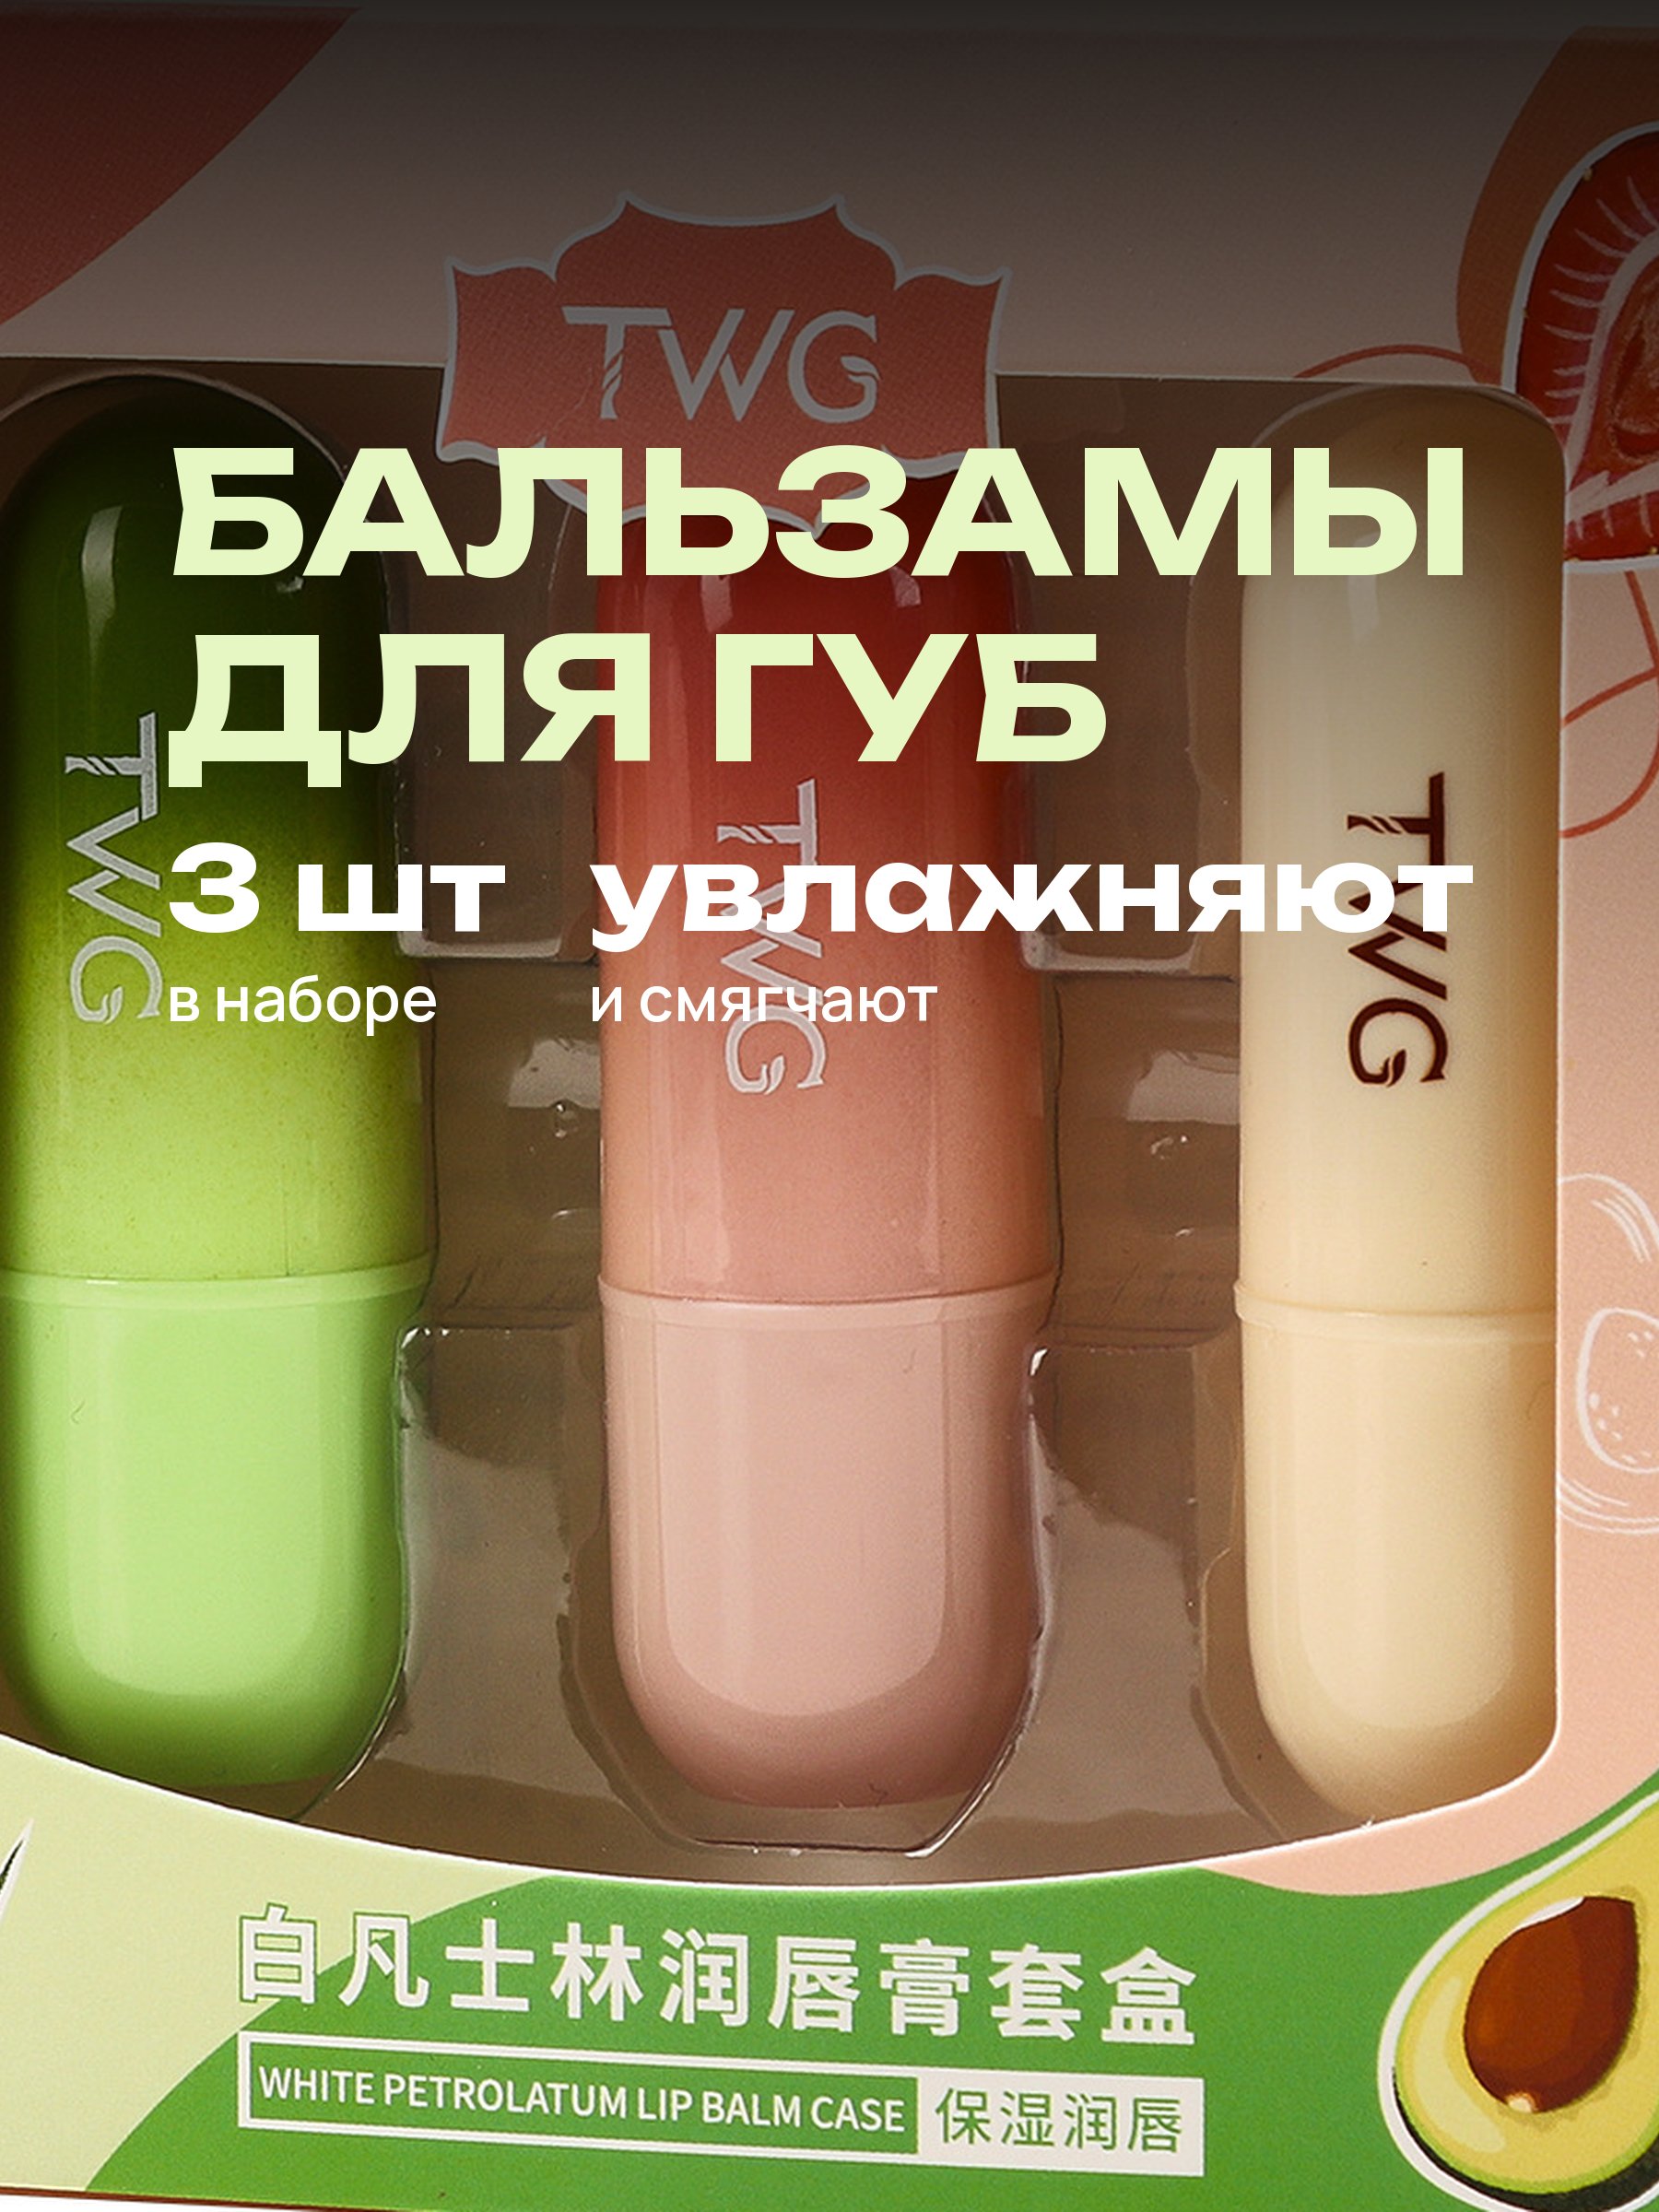 TWG
БАЛЬЗАМЫ
ДЛЯ ГУБ
3 шт увлажняют
в наборе и смягчают
TWG
TWG
TWG
白凡士林润唇膏套盒
WHITE PETROLATUM LIP BALM CASE 保湿润唇